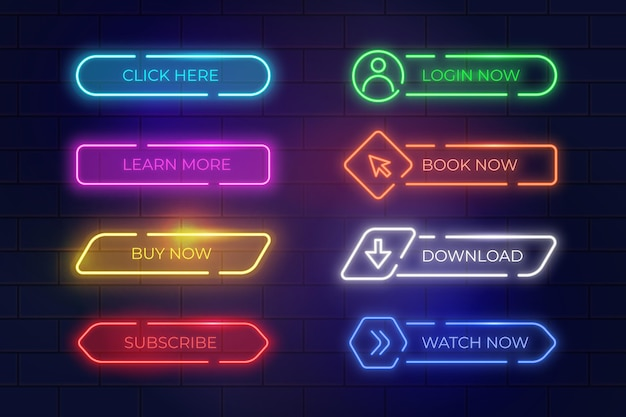 CLICK HERE
LOGIN NOW
LEARN MORE
BOOK NOW
BUY NOW
DOWNLOAD
SUBSCRIBE
WATCH NOW